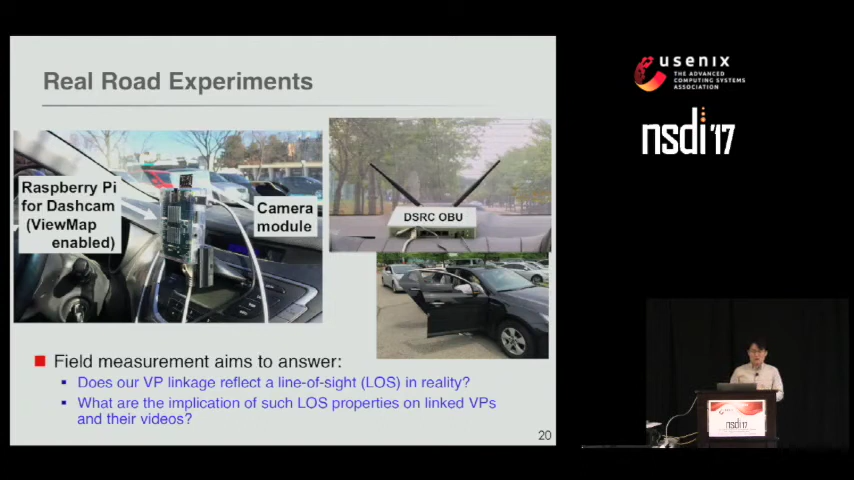 Real Road Experiments
Raspberry Pi
for Dashcam
(ViewMap
enabled)
Camera
module
DSRC OBU
Field measurement aims to answer:
Does our VP linkage reflect a line-of-sight (LOS) in reality?
What are the implication of such LOS properties on linked VPs
and their videos?
20
usenix
THE ADVANCED
COMPUTING SYSTEMS
ASSOCIATION
nsdi '17
nsdi'17